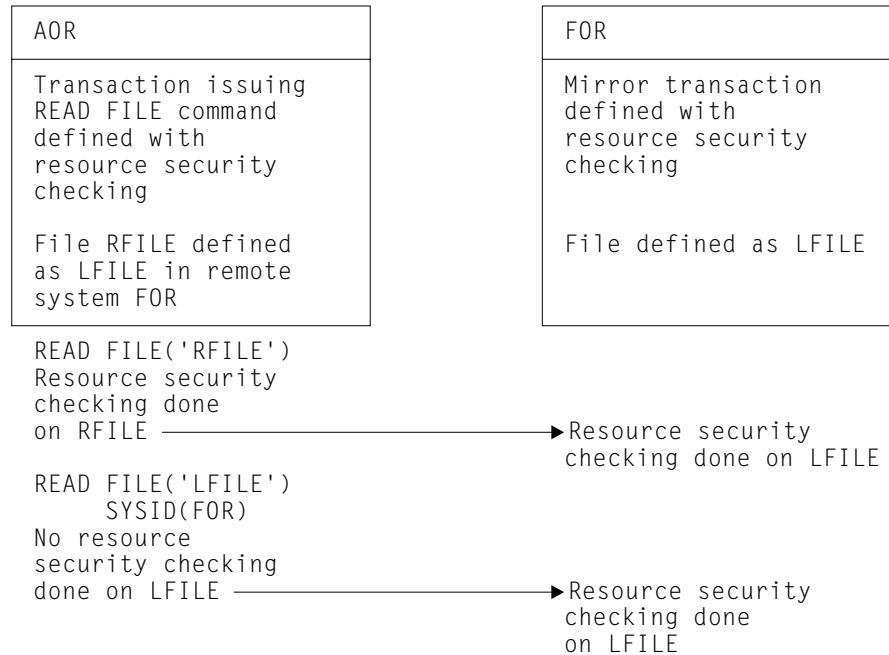 AOR
Transaction issuing
READ FILE command
defined with
resource security
checking
File RFILE defined
as LFILE in remote
system FOR
FOR
Mirror transaction
defined with
resource security
checking
File defined as LFILE
READ FILE('RFILE')
Resource security
checking done
on RFILE
Resource security
checking done on LFILE
READ FILE('LFILE')
SYSID(FOR)
No resource
security checking
done on LFILE
Resource security
checking done
on LFILE